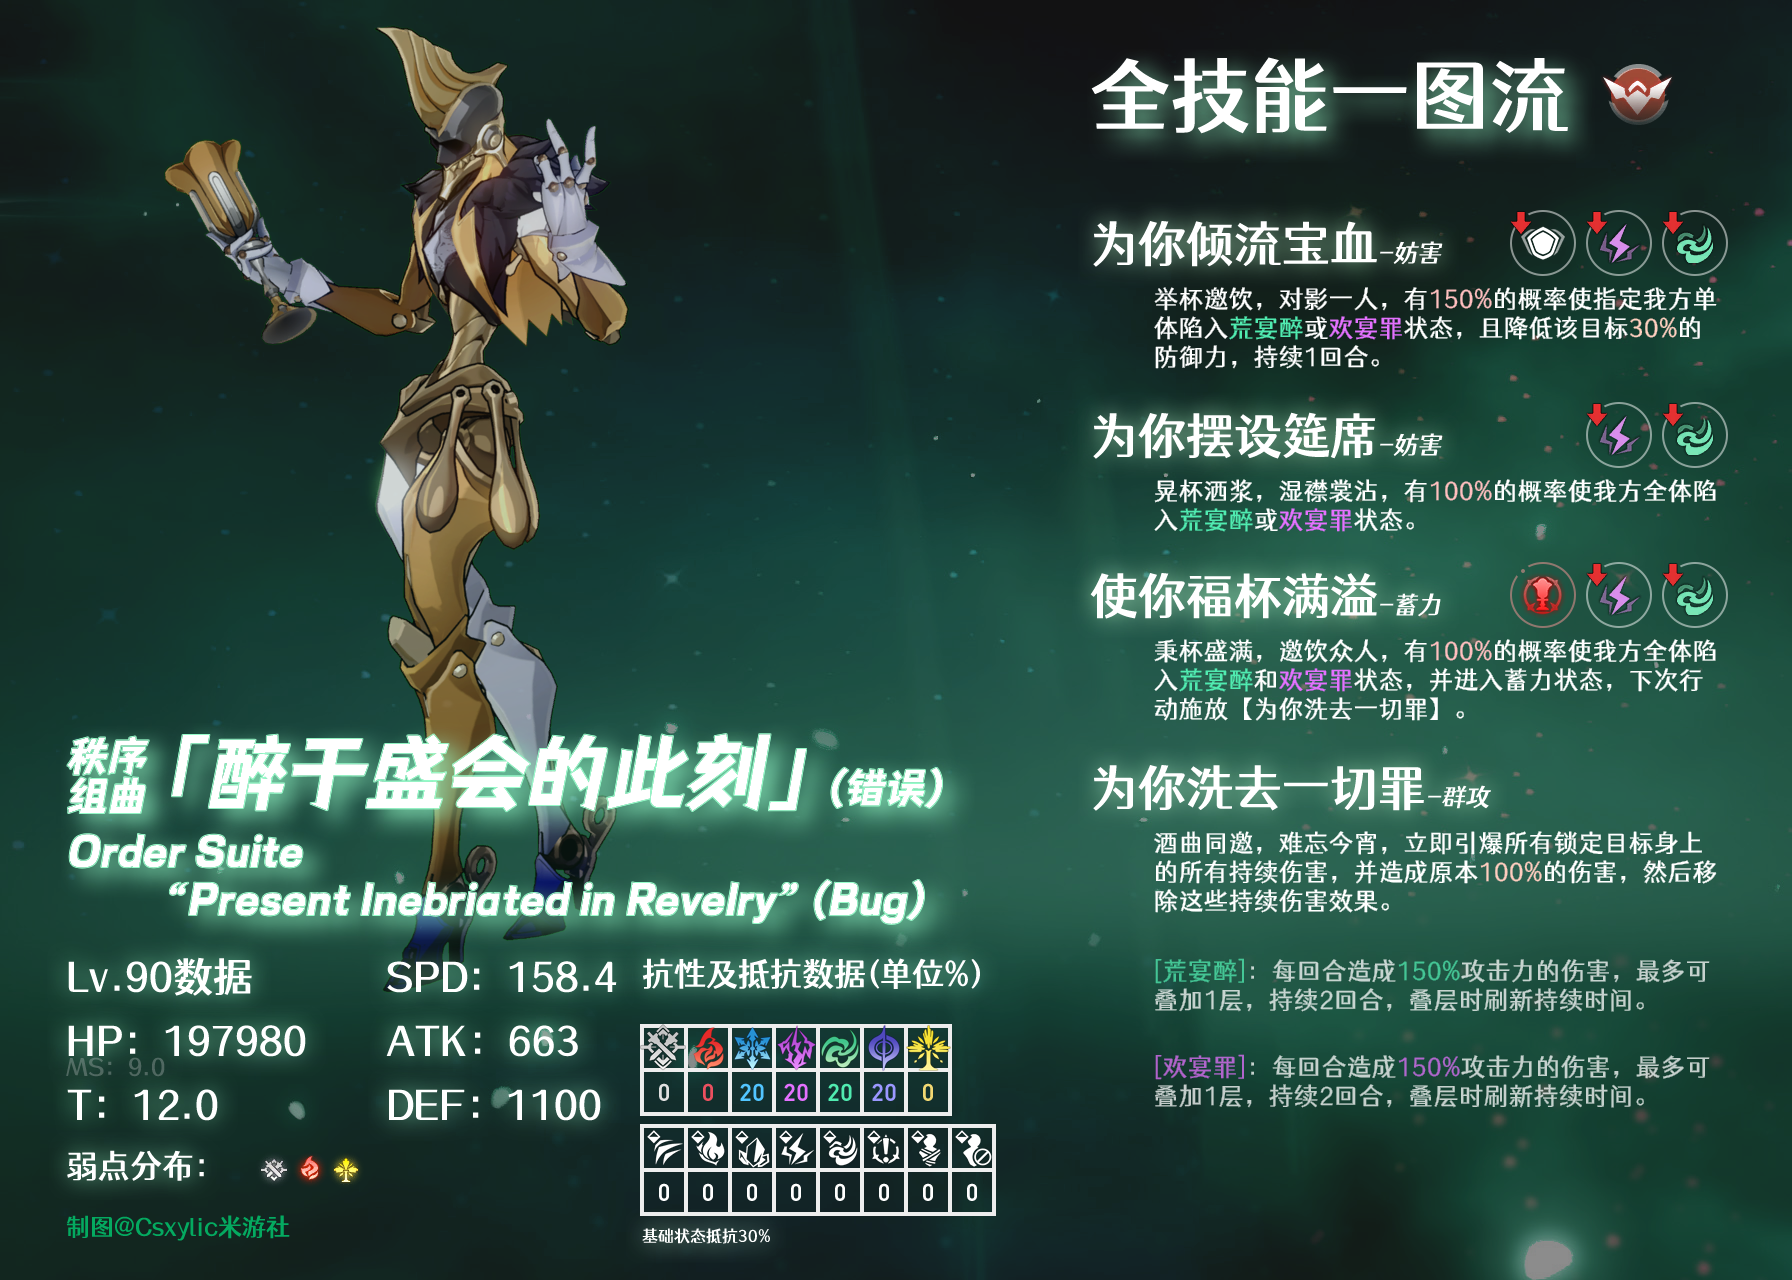 全技能一图流
为你倾流宝血-妨害
举杯邀饮，对影一人，有150%的概率使指定我方单
体陷入荒宴醉或欢宴罪状态，且降低该目标30%的
防御力，持续1回合。
为你摆设筵席-妨害
晃杯洒浆，湿襟裳沾，有100%的概率使我方全体陷
入荒宴醉或欢宴罪状态。
使你福杯满溢-蓄力
秉杯盛满，邀饮众人，有100%的概率使我方全体陷
入荒宴醉和欢宴罪状态，并进入蓄力状态，下次行
动施放【为你洗去一切罪】。
为你洗去一切罪-群攻
酒曲同邀，难忘今宵，立即引爆所有锁定目标身上
的所有持续伤害，并造成原本100%的伤害，然后移
除这些持续伤害效果。
[荒宴醉]：每回合造成150%攻击力的伤害，最多可
叠加1层，持续2回合，叠层时刷新持续时间。
[欢宴罪]：每回合造成150%攻击力的伤害，最多可
叠加1层，持续2回合，叠层时刷新持续时间。
秩序组曲「醉于盛会的此刻」(错误)
Order Suite
“Present Inebriated in Revelry” (Bug)
Lv.90数据 SPD：158.4
HP：197980 ATK：663
MS：9.0
T：12.0 DEF：1100
弱点分布：
制图@Csxylic米游社
抗性及抵抗数据(单位%)
0 0 20 20 20 20 0
0 0 0 0 0 0 0 0
基础状态抵抗30%